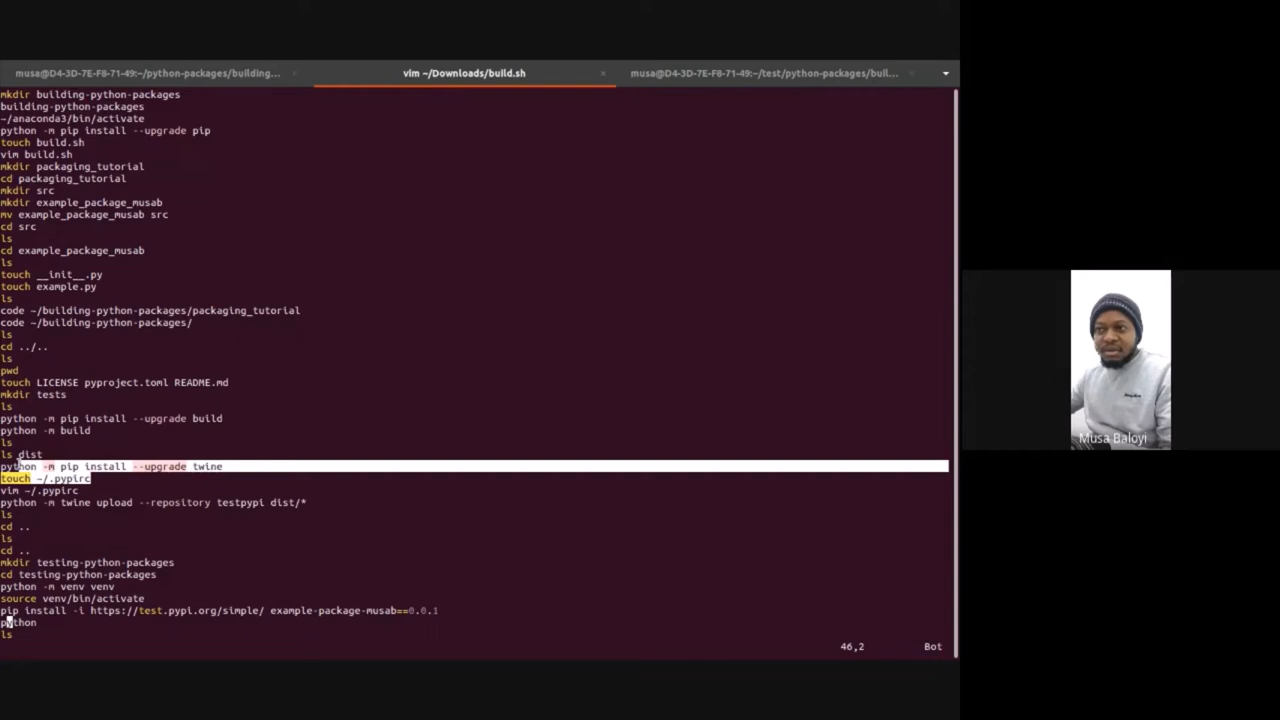 musa@D4-3D-7E-F8-71-49:~/python-packages/building... × vim ~/Downloads/build.sh × musa@D4-3D-7E-F8-71-49:~/test/python-packages/buil... ×
mkdir building-python-packages
building-python-packages
~/anaconda3/bin/activate
python -m pip install --upgrade pip
touch build.sh
vim build.sh
mkdir packaging_tutorial
cd packaging_tutorial
mkdir src
mkdir example_package_musab
mv example_package_musab src
cd src
ls
cd example_package_musab
ls
touch __init__.py
touch example.py
ls
code ~/building-python-packages/packaging_tutorial
code ~/building-python-packages/
ls
cd ../..
ls
pwd
touch LICENSE pyproject.toml README.md
mkdir tests
ls
python -m pip install --upgrade build
python -m build
ls
ls dist
python -m pip install --upgrade twine
touch ~/.pypirc
vim ~/.pypirc
python -m twine upload --repository testpypi dist/*
ls
cd ..
ls
cd ..
mkdir testing-python-packages
cd testing-python-packages
python -m venv venv
source venv/bin/activate
pip install -i https://test.pypi.org/simple/ example-package-musab==0.0.1
python
ls
46,2 Bot
Musa Baloyi